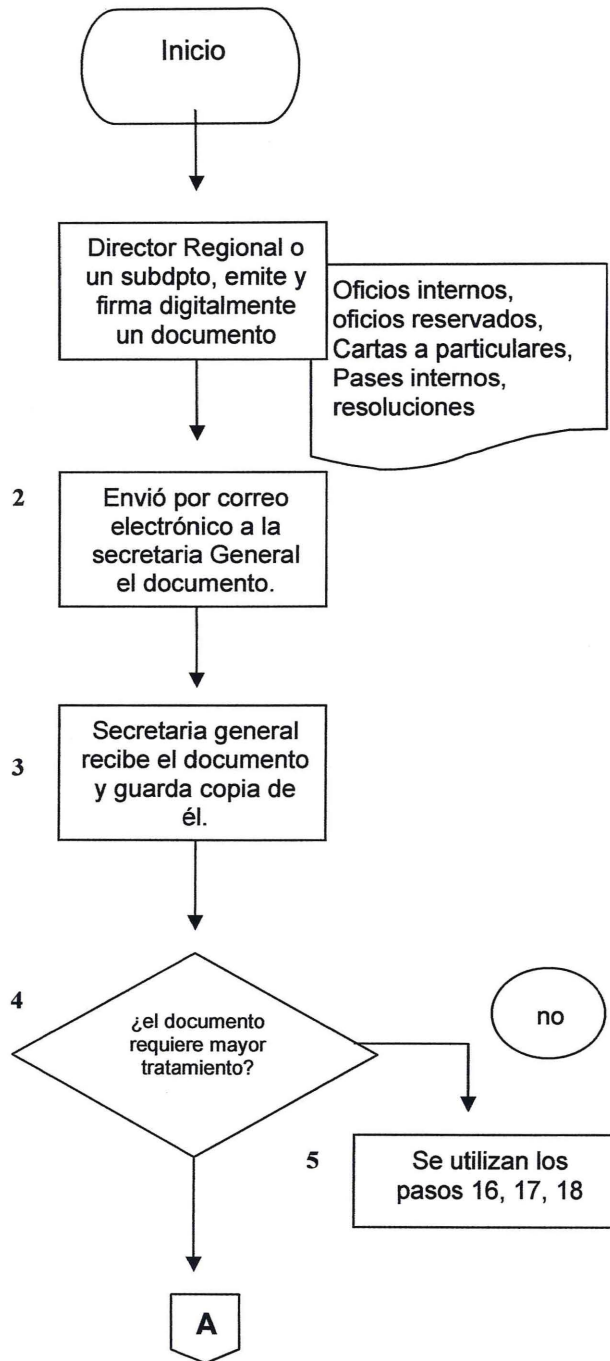 Inicio
Director Regional o
un subdpto, emite y
firma digitalmente
un documento
Oficios internos,
oficios reservados,
Cartas a particulares,
Pases internos,
resoluciones
2
Envió por correo
electrónico a la
secretaria General
el documento.
3
Secretaria general
recibe el documento
y guarda copia de
él.
4
¿el documento
requiere mayor
tratamiento?
no
5
Se utilizan los
pasos 16, 17, 18
A